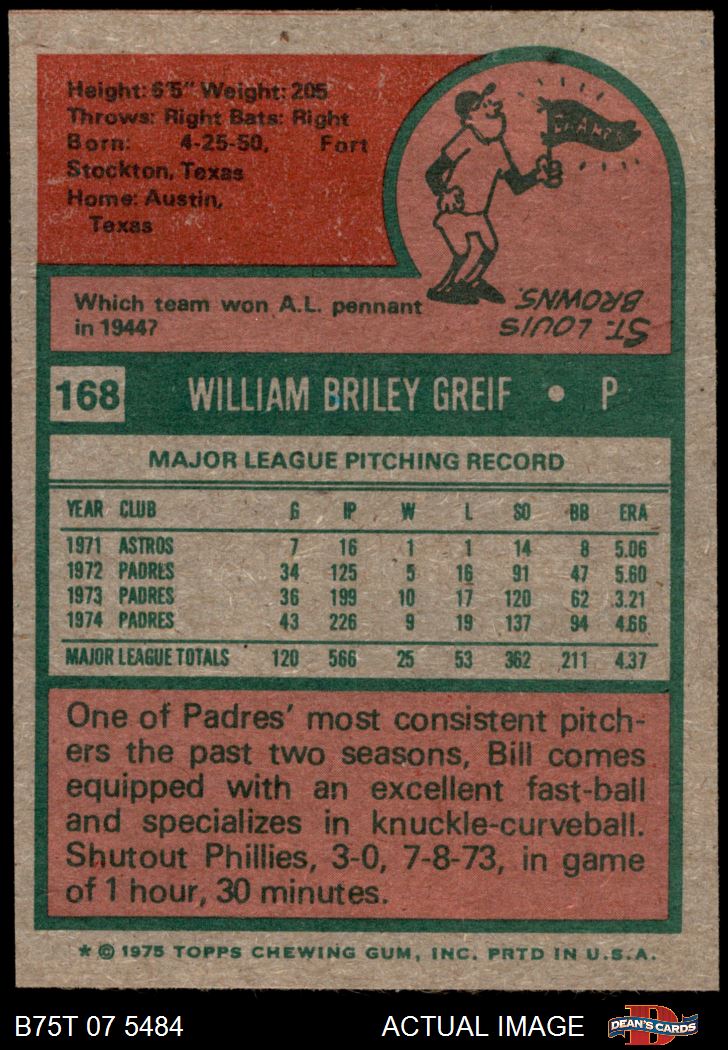 Height: 6'5" Weight: 205
Throws: Right Bats: Right
Born: 4-25-50, Fort
Stockton, Texas
Home: Austin,
Texas
CHAMPS
Which team won A.L. pennant
in 1944?
ST. LOUIS
BROWNS.
168 WILLIAM BRILEY GREIF • P
MAJOR LEAGUE PITCHING RECORD
YEAR CLUB G IP W L SO BB ERA
1971 ASTROS 7 16 1 1 14 8 5.06
1972 PADRES 34 125 5 16 91 47 5.60
1973 PADRES 36 199 10 17 120 62 3.21
1974 PADRES 43 226 9 19 137 94 4.66
MAJOR LEAGUE TOTALS 120 566 25 53 362 211 4.37
One of Padres' most consistent pitch-
ers the past two seasons, Bill comes
equipped with an excellent fast-ball
and specializes in knuckle-curveball.
Shutout Phillies, 3-0, 7-8-73, in game
of 1 hour, 30 minutes.
* © 1975 TOPPS CHEWING GUM, INC. PRTD IN U.S.A.
B75T 07 5484 ACTUAL IMAGE
DEAN'S CARDS